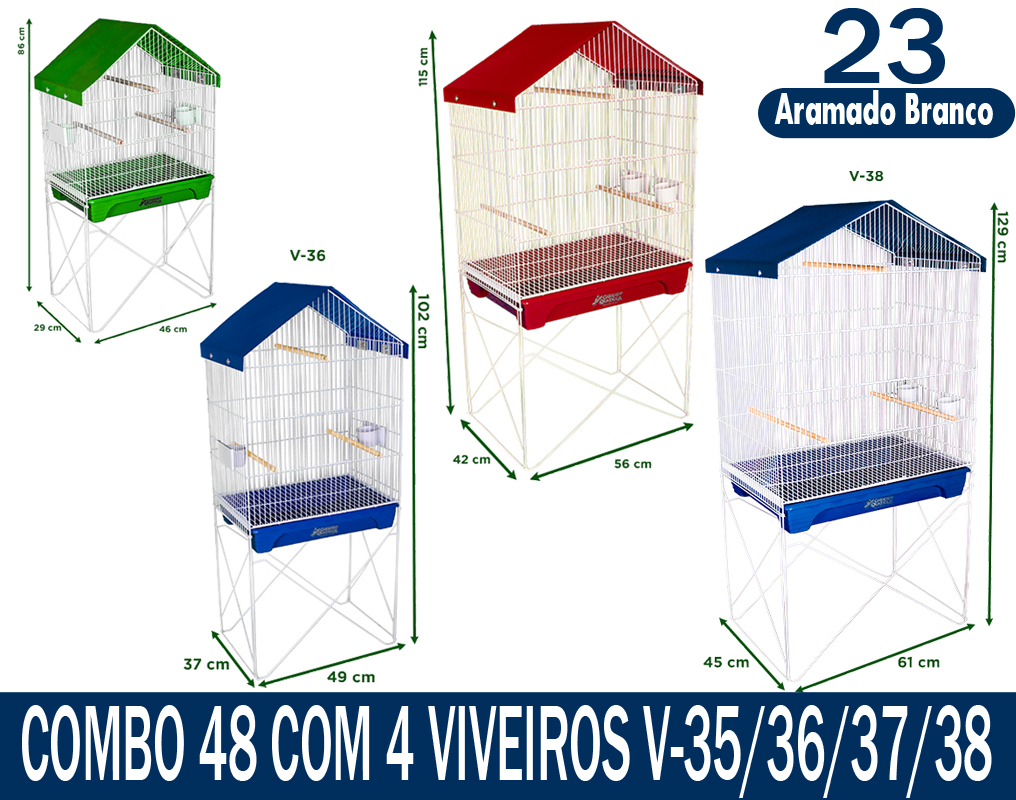 23
Aramado Branco
86 cm
29 cm
46 cm
V-36
102 cm
37 cm
49 cm
115 cm
42 cm
56 cm
V-38
129 cm
45 cm
61 cm
COMBO 48 COM 4 VIVEIROS V-35/36/37/38